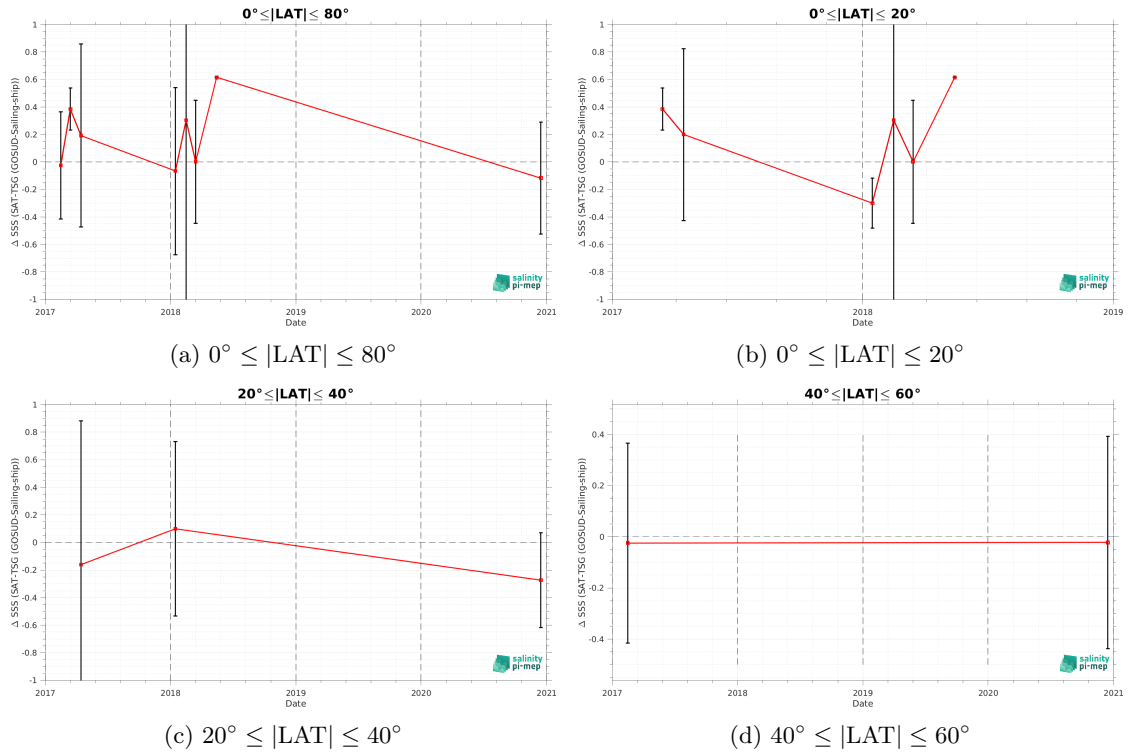 0°≤|LAT|≤ 80°
Δ SSS (SAT-TSG (GOSUD-Sailing-ship))
1
0.8
0.6
0.4
0.2
0
-0.2
-0.4
-0.6
-0.8
-1
salinity
pi-mep
2017 2018 2019 2020 2021
Date
(a) 0° ≤ |LAT| ≤ 80°
0°≤|LAT|≤ 20°
Δ SSS (SAT-TSG (GOSUD-Sailing-ship))
1
0.8
0.6
0.4
0.2
0
-0.2
-0.4
-0.6
-0.8
-1
salinity
pi-mep
2017 2018 2019
Date
(b) 0° ≤ |LAT| ≤ 20°
20°≤|LAT|≤ 40°
Δ SSS (SAT-TSG (GOSUD-Sailing-ship))
1
0.8
0.6
0.4
0.2
0
-0.2
-0.4
-0.6
-0.8
-1
salinity
pi-mep
2017 2018 2019 2020 2021
Date
(c) 20° ≤ |LAT| ≤ 40°
40°≤|LAT|≤ 60°
Δ SSS (SAT-TSG (GOSUD-Sailing-ship))
0.4
0.2
0
-0.2
-0.4
salinity
pi-mep
2017 2018 2019 2020 2021
Date
(d) 40° ≤ |LAT| ≤ 60°